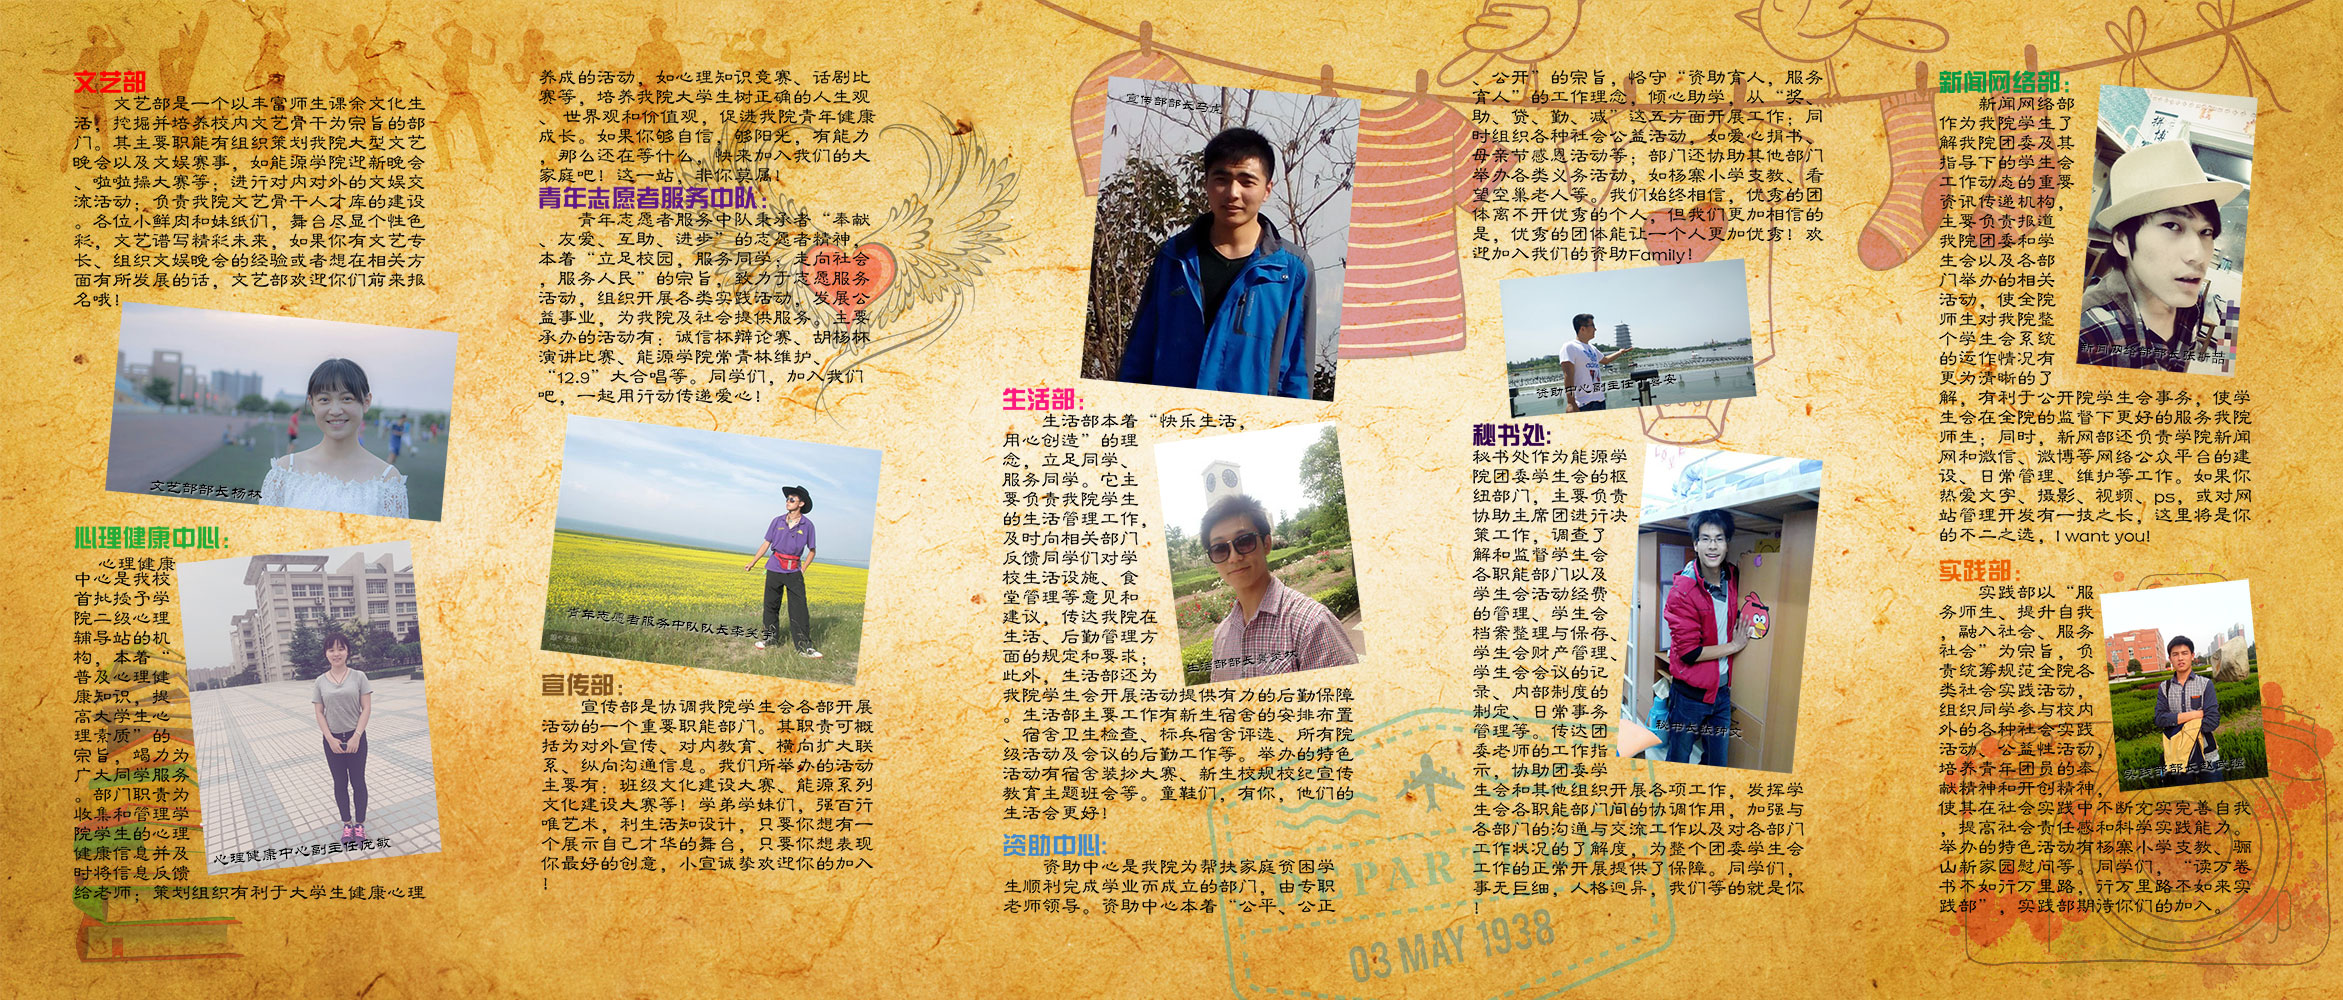 文艺部
文艺部是一个以丰富师生课余文化生
活，挖掘并培养校内文艺骨干为宗旨的部
门。其主要职能有组织策划我院大型文艺
晚会以及文娱赛事，如能源学院迎新晚会
、啦啦操大赛等；进行对内对外的文娱交
流活动；负责我院文艺骨干人才库的建设
。各位小鲜肉和妹纸们，舞台尽显个性色
彩，文艺谱写精彩未来，如果你有文艺专
长、组织文娱晚会的经验或者想在相关方
面有所发展的话，文艺部欢迎你们前来报
名哦！
文艺部部长杨林
心理健康中心：
心理健康
中心是我校
首批授予学
院二级心理
辅导站的机
构，本着“
普及心理健
康知识，提
高大学生心
理素质”的
宗旨，竭力为
广大同学服务
。部门职责为
收集和管理学
院学生的心理
健康信息并及
时将信息反馈
给老师；策划组织有利于大学生健康心理
心理健康中心副主任庞敏
养成的活动，如心理知识竞赛、话剧比
赛等，培养我院大学生树正确的人生观
、世界观和价值观，促进我院青年健康
成长。如果你够自信，够阳光，有能力
，那么还在等什么，快来加入我们的大
家庭吧！这一站，非你莫属！
青年志愿者服务中队：
青年志愿者服务中队秉承者“奉献
、友爱、互助、进步”的志愿者精神，
本着“立足校园，服务同学；走向社会
，服务人民”的宗旨，致力于志愿服务
活动，组织开展各类实践活动，发展公
益事业，为我院及社会提供服务。主要
承办的活动有：诚信杯辩论赛、胡杨杯
演讲比赛、能源学院常青林维护、
“12.9”大合唱等。同学们，加入我们
吧，一起用行动传递爱心！
青年志愿者服务中队队长李笑宇
宣传部：
宣传部是协调我院学生会各部开展
活动的一个重要职能部门。其职责可概
括为对外宣传、对内教育、横向扩大联
系、纵向沟通信息。我们所举办的活动
主要有：班级文化建设大赛、能源系列
文化建设大赛等！学弟学妹们，强百行
唯艺术，利生活知设计，只要你想有一
个展示自己才华的舞台，只要你想表现
你最好的创意，小宣诚挚欢迎你的加入
！
宣传部部长马虎
生活部：
生活部本着“快乐生活，
用心创造”的理
念，立足同学、
服务同学。它主
要负责我院学生
的生活管理工作，
及时向相关部门
反馈同学们对学
校生活设施、食
堂管理等意见和
建议，传达我院在
生活、后勤管理方
面的规定和要求；
此外，生活部还为
我院学生会开展活动提供有力的后勤保障
。生活部主要工作有新生宿舍的安排布置
、宿舍卫生检查、标兵宿舍评选、所有院
级活动及会议的后勤工作等。举办的特色
活动有宿舍装扮大赛、新生校规校纪宣传
教育主题班会等。童鞋们，有你，他们的
生活会更好！
资助中心：
资助中心是我院为帮扶家庭贫困学
生顺利完成学业而成立的部门，由专职
老师领导。资助中心本着“公平、公正
、公开”的宗旨，恪守“资助育人，服务
育人”的工作理念，倾心助学，从“奖、
助、贷、勤、减”这五方面开展工作；同
时组织各种社会公益活动，如爱心捐书、
母亲节感恩活动等；部门还协助其他部门
举办各类义务活动，如杨寨小学支教、看
望空巢老人等。我们始终相信，优秀的团
体离不开优秀的个人，但我们更加相信的
是，优秀的团体能让一个人更加优秀！欢
迎加入我们的资助Family！
秘书处：
秘书处作为能源学
院团委学生会的枢
纽部门，主要负责
协助主席团进行决
策工作，调查了
解和监督学生会
各职能部门以及
学生会活动经费
的管理、学生会
档案整理与保存、
学生会财产管理、
学生会会议的记
录、内部制度的
制定、日常事务
管理等。传达团
委老师的工作指
示，协助团委学
生会和其他组织开展各项工作，发挥学
生会各职能部门间的协调作用，加强与
各部门的沟通与交流工作以及对各部门
工作状况的了解度，为整个团委学生会
工作的正常开展提供了保障。同学们，
事无巨细，人格迥异，我们等的就是你
！
DEPART
03 MAY 1938
新闻网络部：
新闻网络部
作为我院学生了
解我院团委及其
指导下的学生会
工作动态的重要
资讯传递机构，
主要负责报道
我院团委和学
生会以及各部
门举办的相关
活动，使全院
师生对我院整
个学生会系统
的运作情况有
更为清晰的了
解，有利于公开院学生会事务，使学
生会在全院的监督下更好的服务我院
师生；同时，新网部还负责学院新闻
网和微信、微博等网络公众平台的建
设、日常管理、维护等工作。如果你
热爱文字、摄影、视频、ps，或对网
站管理开发有一技之长，这里将是你
的不二之选，I want you!
实践部：
实践部以“服
务师生、提升自我
，融入社会、服务
社会”为宗旨，负
责统筹规范全院各
类社会实践活动，
组织同学参与校内
外的各种社会实践
活动、公益性活动，
培养青年团员的奉
献精神和开创精神，
使其在社会实践中不断充实完善自我
，提高社会责任感和科学实践能力。
举办的特色活动有杨寨小学支教、骊
山新家园慰问等。同学们，“读万卷
书不如行万里路，行万里路不如来实
践部”，实践部期待你们的加入。